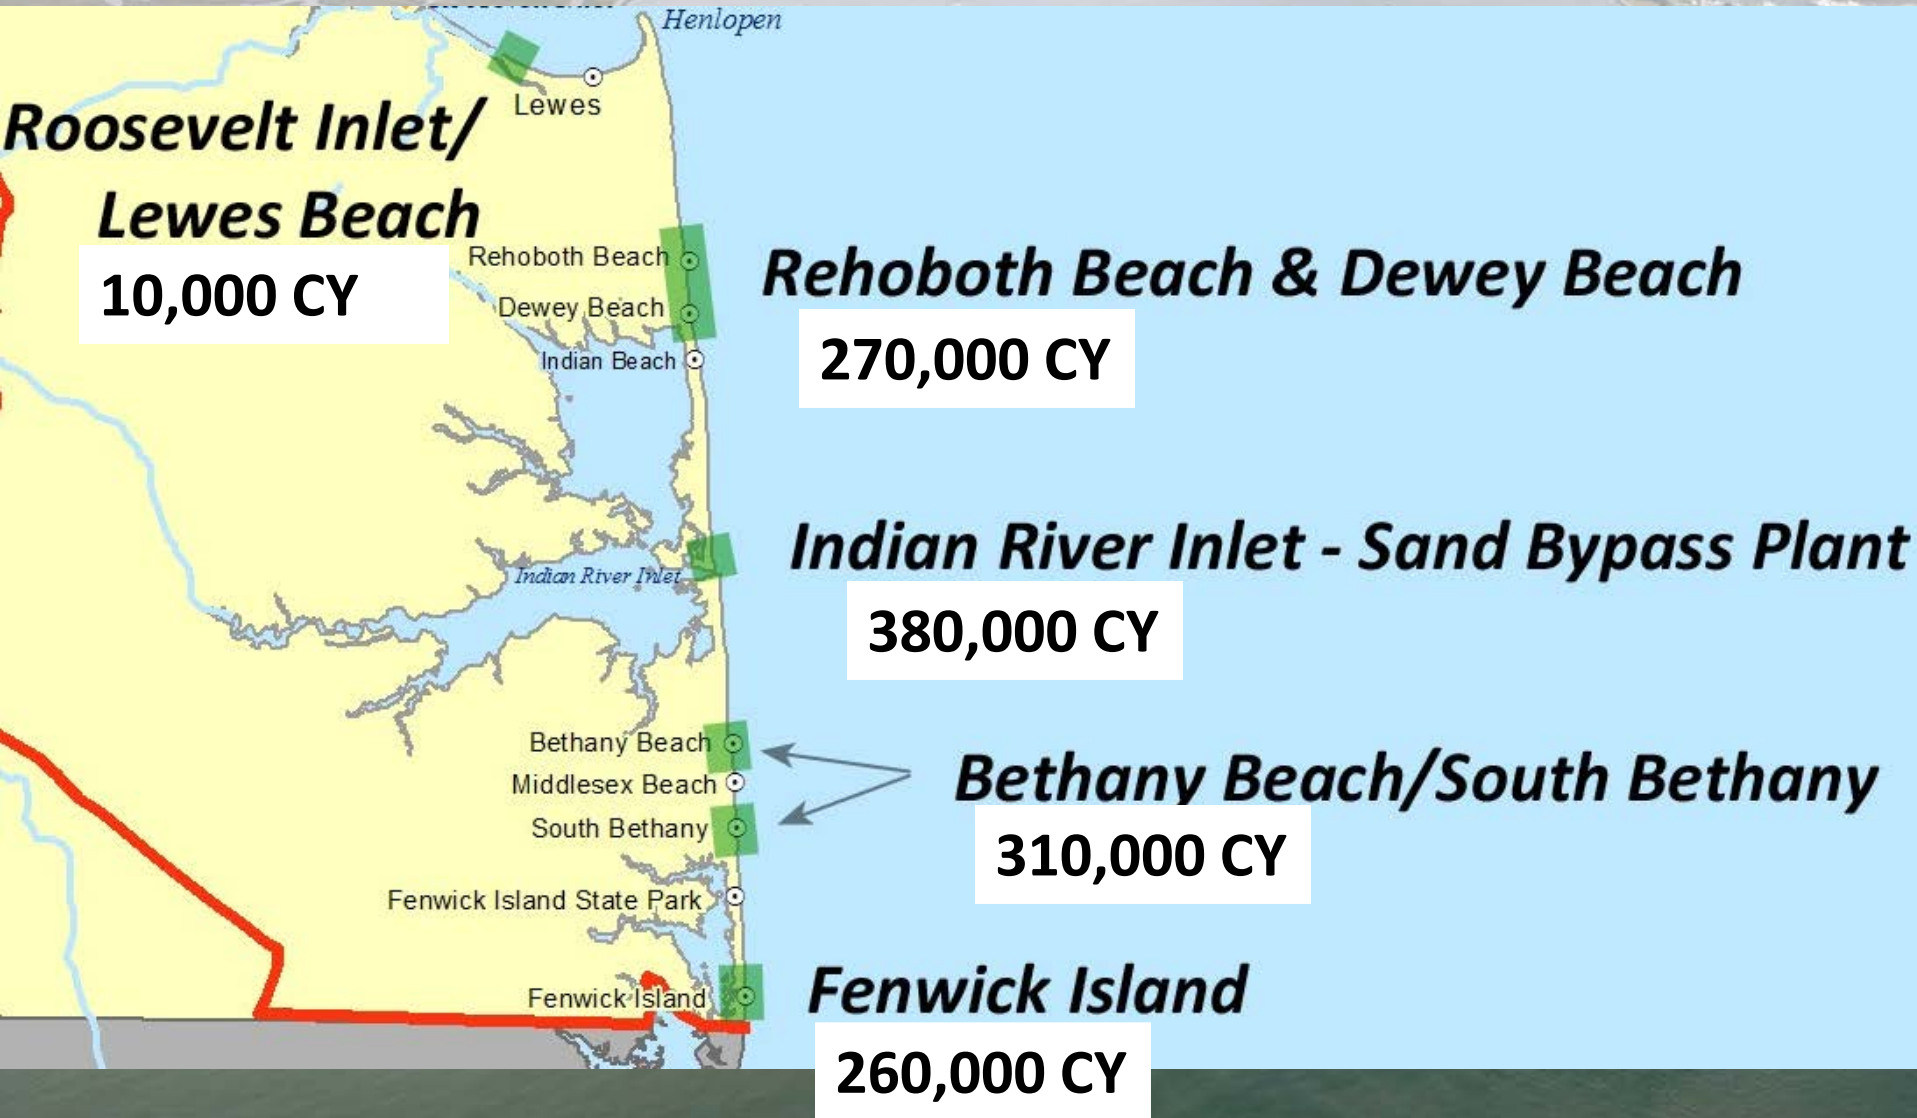 Henlopen
Lewes
Roosevelt Inlet/
Lewes Beach
10,000 CY
Rehoboth Beach
Dewey Beach
Indian Beach
Rehoboth Beach & Dewey Beach
270,000 CY
Indian River Inlet
Indian River Inlet - Sand Bypass Plant
380,000 CY
Bethany Beach
Middlesex Beach
South Bethany
Bethany Beach/South Bethany
310,000 CY
Fenwick Island State Park
Fenwick Island
Fenwick Island
260,000 CY